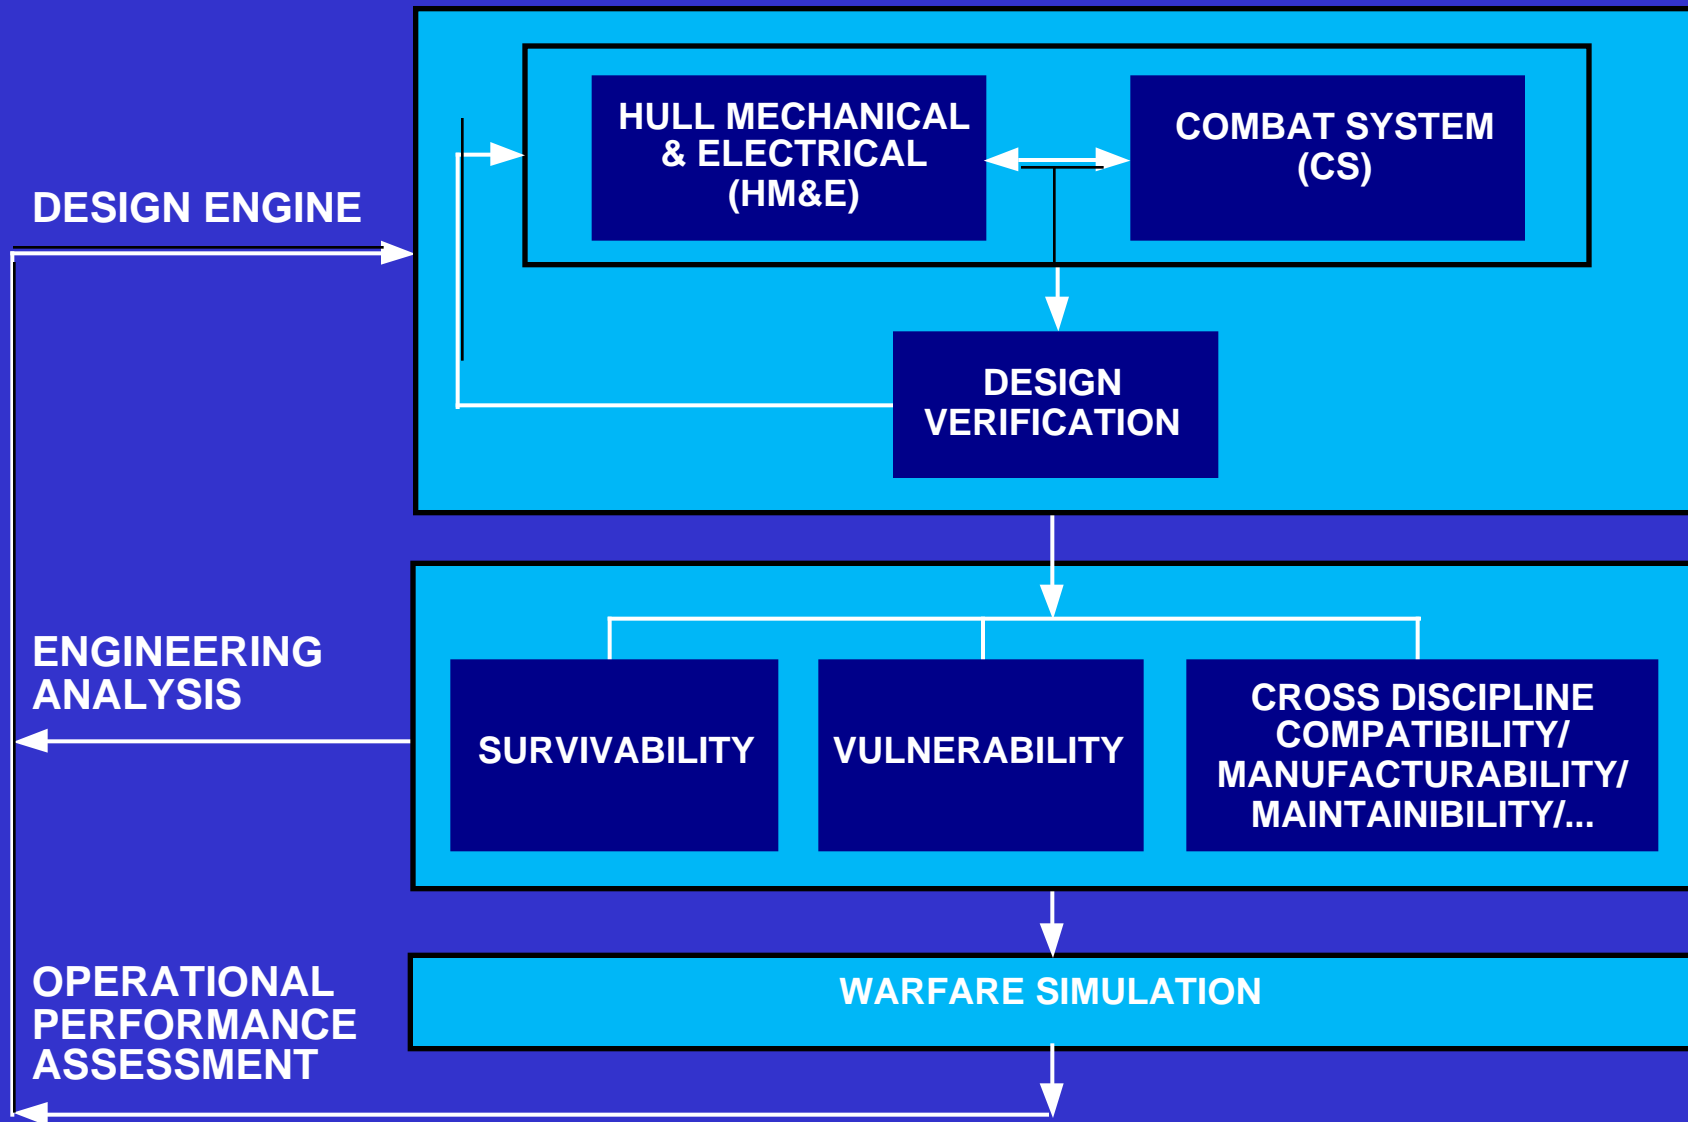 HULL MECHANICAL
& ELECTRICAL
(HM&E)
COMBAT SYSTEM
(CS)
DESIGN ENGINE
DESIGN
VERIFICATION
ENGINEERING
ANALYSIS
SURVIVABILITY
VULNERABILITY
CROSS DISCIPLINE
COMPATIBILITY/
MANUFACTURABILITY/
MAINTAINIBILITY/...
OPERATIONAL
PERFORMANCE
ASSESSMENT
WARFARE SIMULATION